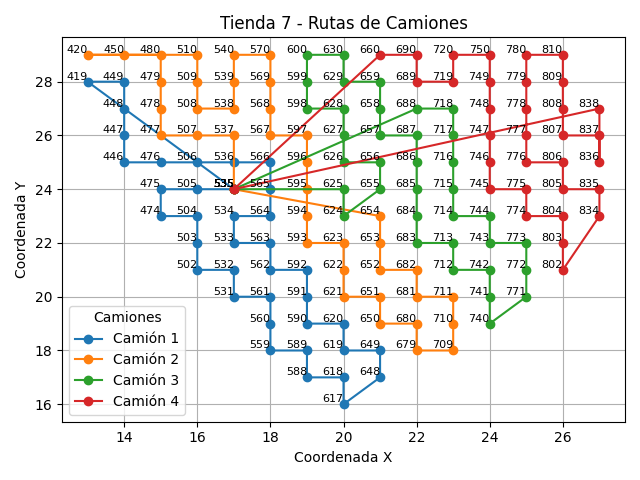 Tienda 7 - Rutas de Camiones
420 450 480 510 540 570 600 630 660 690 720 750 780 810
28 419 449 479 509 539 569 599 629 659 689 719 749 779 809
448 478 508 538 568 598 628 658 688 718 748 778 808 838
26 447 477 507 537 567 597 627 657 687 717 747 777 807 837
446 476 506 536 566 596 626 656 686 716 746 776 806 836
24 475 505 535 565 595 625 655 685 715 745 775 805 835
474 534 564 594 624 654 684 714 744 774 804 834
22 503 533 563 593 623 653 683 713 743 773 803
502 532 562 592 622 652 682 712 742 772 802
20 531 561 591 621 651 681 711 741 771
560 590 620 650 680 710 740
18 559 589 619 649 679 709
588 618 648
16 617
Coordenada Y
Camiones
Camión 1
Camión 2
Camión 3
Camión 4
14 16 18 20 22 24 26
Coordenada X